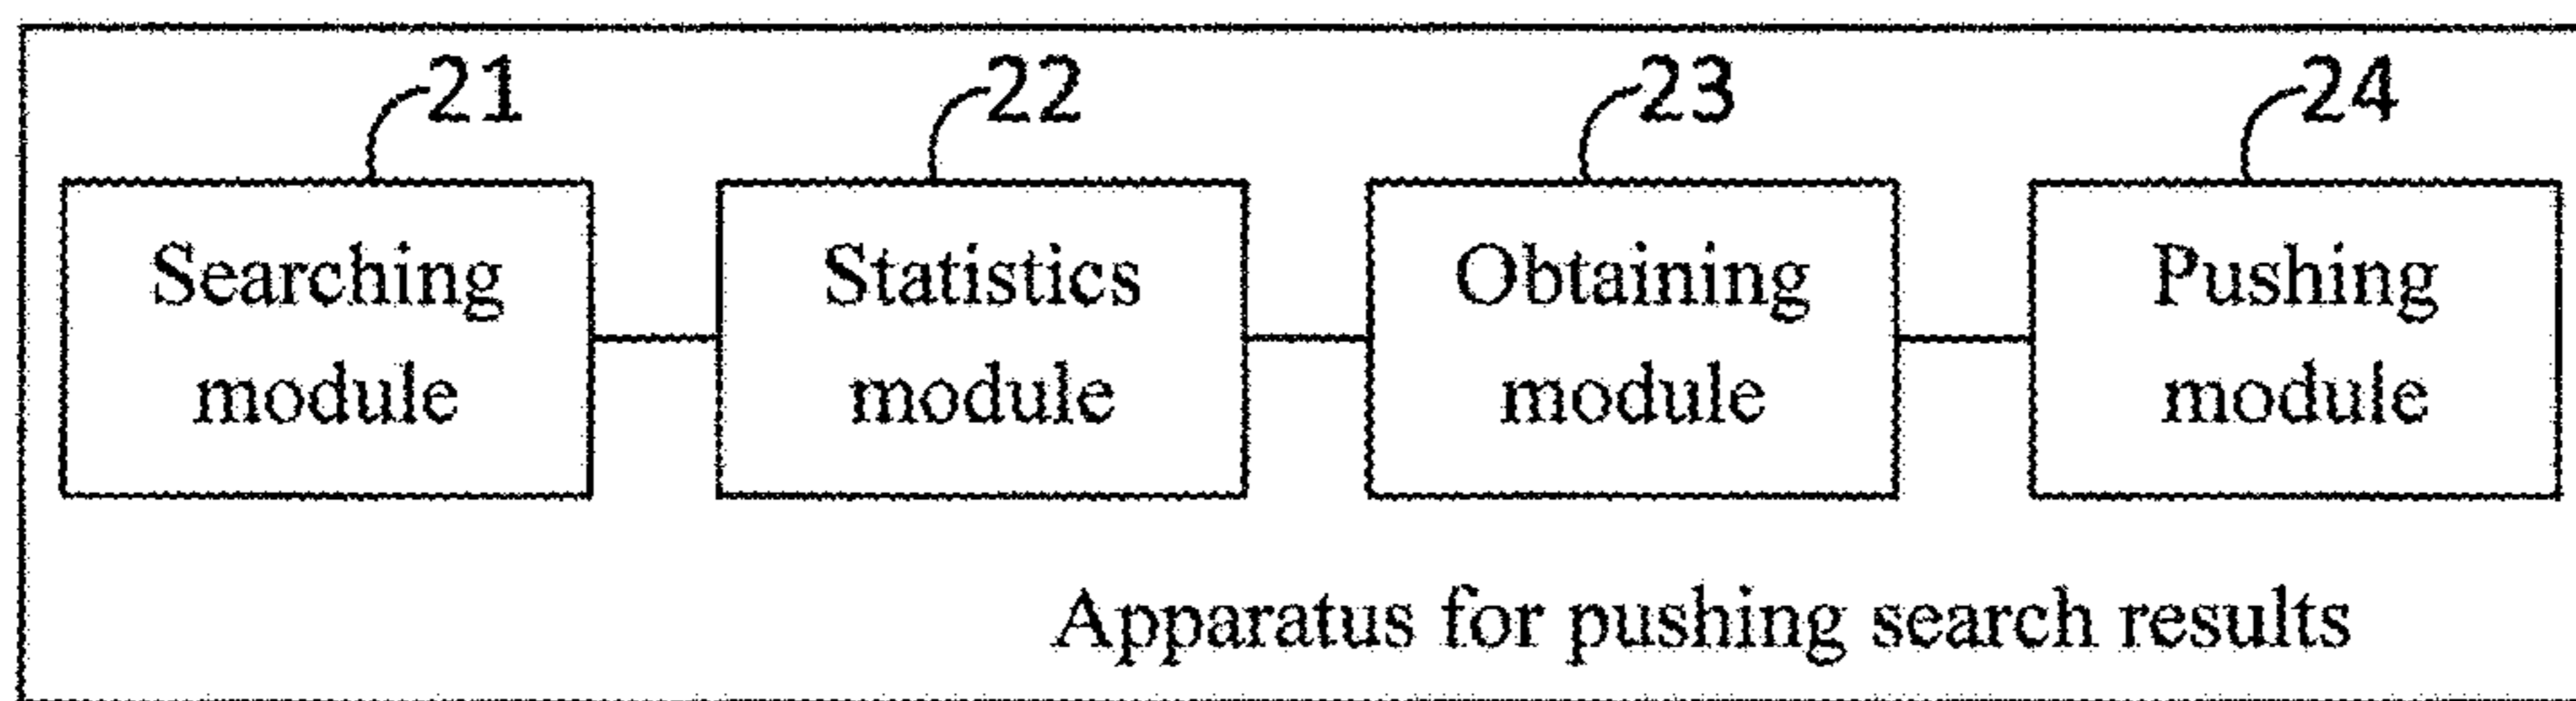 21 22 23 24
Searching Statistics Obtaining Pushing
module module module module
Apparatus for pushing search results